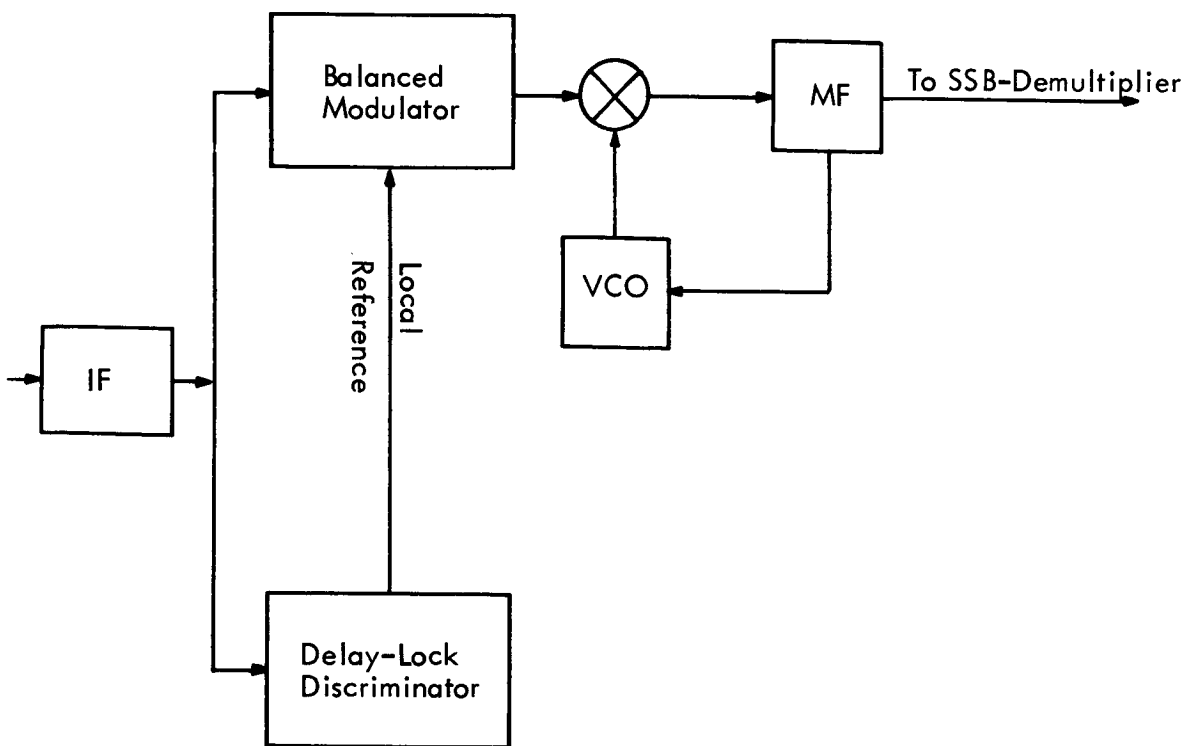 Balanced
Modulator
MF
To SSB-Demultiplier
VCO
Local
Reference
IF
Delay-Lock
Discriminator